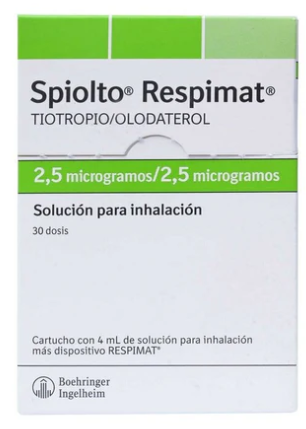 Spiolto® Respimat®
TIOTROPIO/OLODATEROL
2,5 microgramos/2,5 microgramos
Solución para inhalación
30 dosis
Cartucho con 4 mL de solución para inhalación
más dispositivo RESPIMAT®
Boehringer
Ingelheim